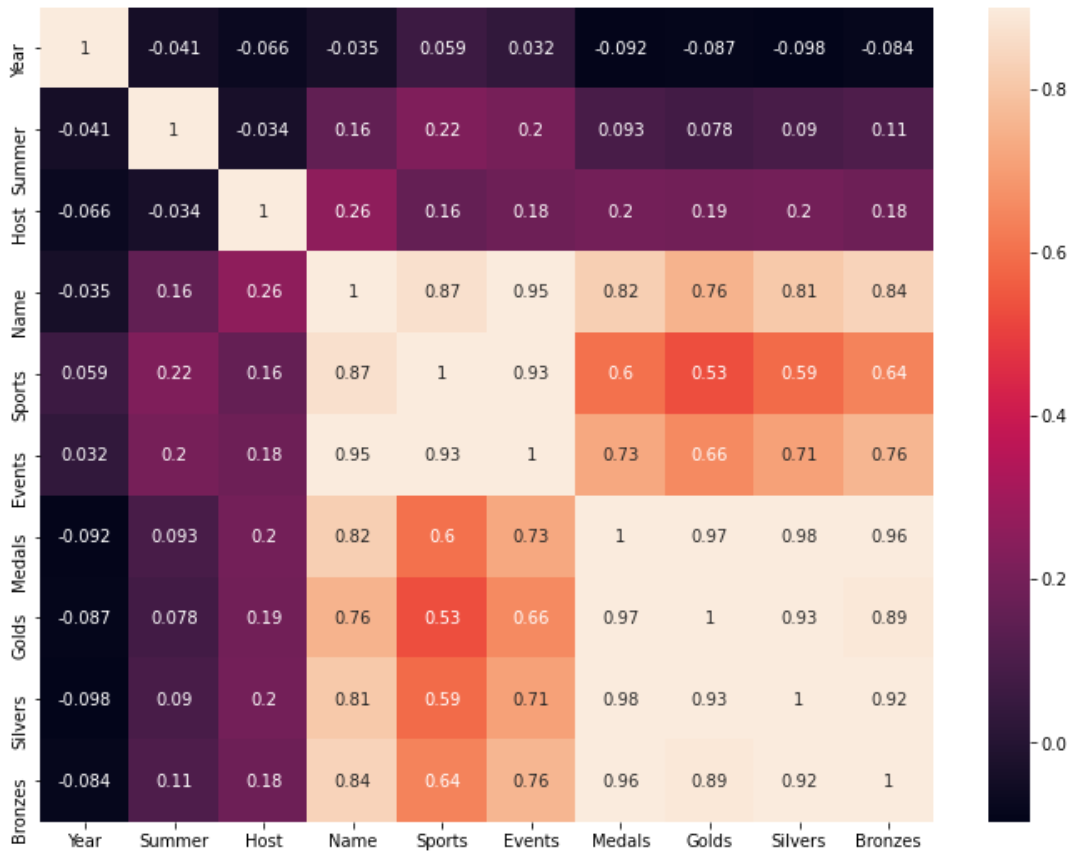 Year 1 -0.041 -0.066 -0.035 0.059 0.032 -0.092 -0.087 -0.098 -0.084
Summer -0.041 1 -0.034 0.16 0.22 0.2 0.093 0.078 0.09 0.11
Host -0.066 -0.034 1 0.26 0.16 0.18 0.2 0.19 0.2 0.18
Name -0.035 0.16 0.26 1 0.87 0.95 0.82 0.76 0.81 0.84
Sports 0.059 0.22 0.16 0.87 1 0.93 0.6 0.53 0.59 0.64
Events 0.032 0.2 0.18 0.95 0.93 1 0.73 0.66 0.71 0.76
Medals -0.092 0.093 0.2 0.82 0.6 0.73 1 0.97 0.98 0.96
Golds -0.087 0.078 0.19 0.76 0.53 0.66 0.97 1 0.93 0.89
Silvers -0.098 0.09 0.2 0.81 0.59 0.71 0.98 0.93 1 0.92
Bronzes -0.084 0.11 0.18 0.84 0.64 0.76 0.96 0.89 0.92 1
Year Summer Host Name Sports Events Medals Golds Silvers Bronzes
0.8
0.6
0.4
0.2
0.0